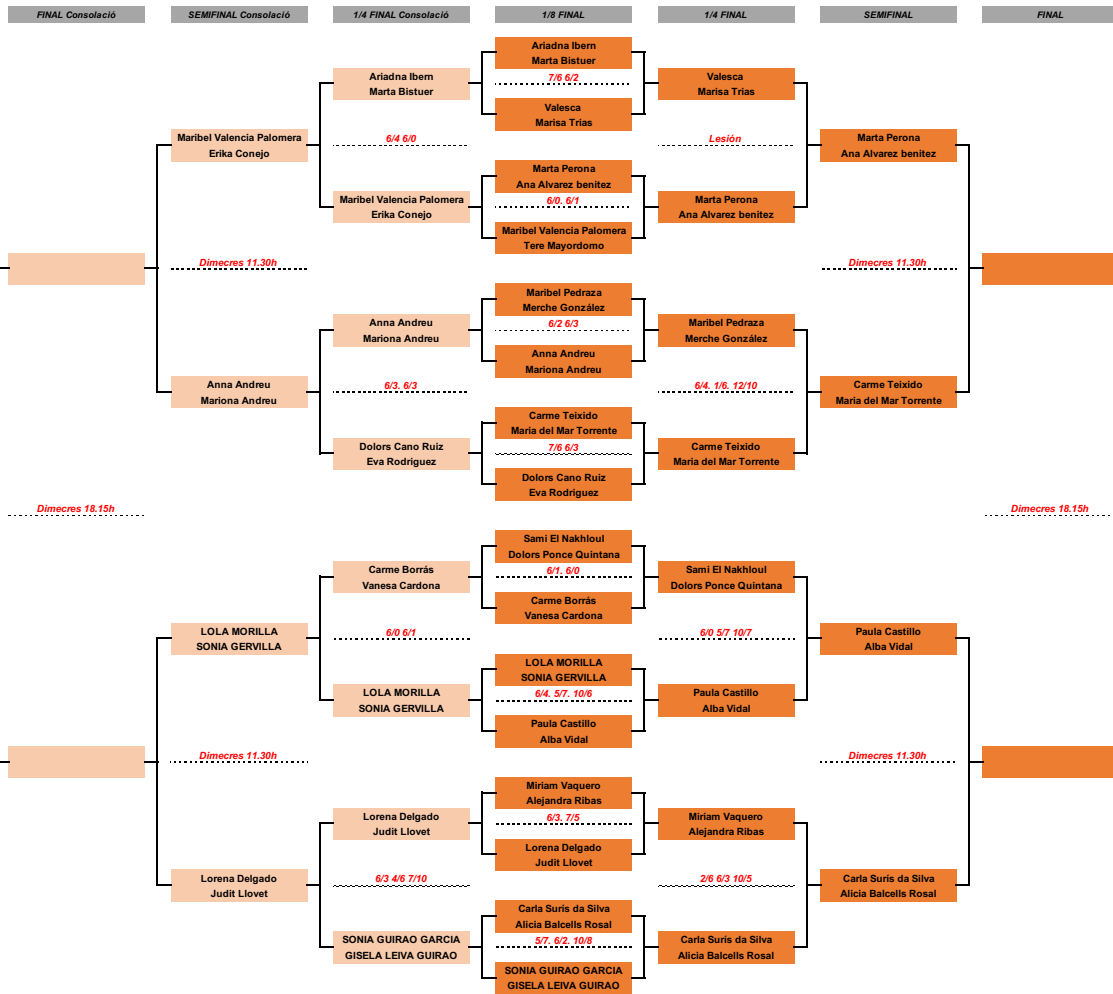 FINAL Consolació
SEMIFINAL Consolació
1/4 FINAL Consolació
1/8 FINAL
1/4 FINAL
SEMIFINAL
FINAL
Ariadna Ibern
Marta Bistuer
7/6 6/2
Valesca
Marisa Trias
Marta Perona
Ana Alvarez benitez
6/0. 6/1
Maribel Valencia Palomera
Tere Mayordomo
Maribel Pedraza
Merche González
6/2 6/3
Anna Andreu
Mariona Andreu
Carme Teixido
Maria del Mar Torrente
7/6 6/3
Dolors Cano Ruiz
Eva Rodriguez
Sami El Nakhloul
Dolors Ponce Quintana
6/1. 6/0
Carme Borrás
Vanesa Cardona
LOLA MORILLA
SONIA GERVILLA
6/4. 5/7. 10/6
Paula Castillo
Alba Vidal
Miriam Vaquero
Alejandra Ribas
6/3. 7/5
Lorena Delgado
Judit Llovet
Carla Surís da Silva
Alicia Balcells Rosal
5/7. 6/2. 10/8
SONIA GUIRAO GARCIA
GISELA LEIVA GUIRAO
Ariadna Ibern
Marta Bistuer
6/4 6/0
Maribel Valencia Palomera
Erika Conejo
Anna Andreu
Mariona Andreu
6/3. 6/3
Dolors Cano Ruiz
Eva Rodriguez
Carme Borrás
Vanesa Cardona
6/0 6/1
LOLA MORILLA
SONIA GERVILLA
Lorena Delgado
Judit Llovet
6/3 4/6 7/10
SONIA GUIRAO GARCIA
GISELA LEIVA GUIRAO
Maribel Valencia Palomera
Erika Conejo
Dimecres 11.30h
Anna Andreu
Mariona Andreu
LOLA MORILLA
SONIA GERVILLA
Dimecres 11.30h
Lorena Delgado
Judit Llovet
Dimecres 18.15h
Valesca
Marisa Trias
Lesión
Marta Perona
Ana Alvarez benitez
Maribel Pedraza
Merche González
6/4. 1/6. 12/10
Carme Teixido
Maria del Mar Torrente
Sami El Nakhloul
Dolors Ponce Quintana
6/0 5/7 10/7
Paula Castillo
Alba Vidal
Miriam Vaquero
Alejandra Ribas
2/6 6/3 10/5
Carla Surís da Silva
Alicia Balcells Rosal
Marta Perona
Ana Alvarez benitez
Dimecres 11.30h
Carme Teixido
Maria del Mar Torrente
Paula Castillo
Alba Vidal
Dimecres 11.30h
Carla Surís da Silva
Alicia Balcells Rosal
Dimecres 18.15h